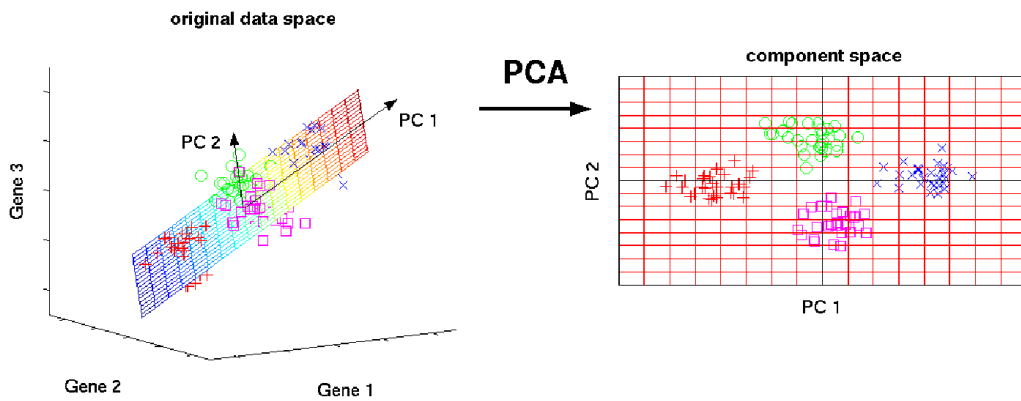 original data space
PC 1
PC 2
Gene 3
Gene 2
Gene 1
PCA
component space
PC 2
PC 1